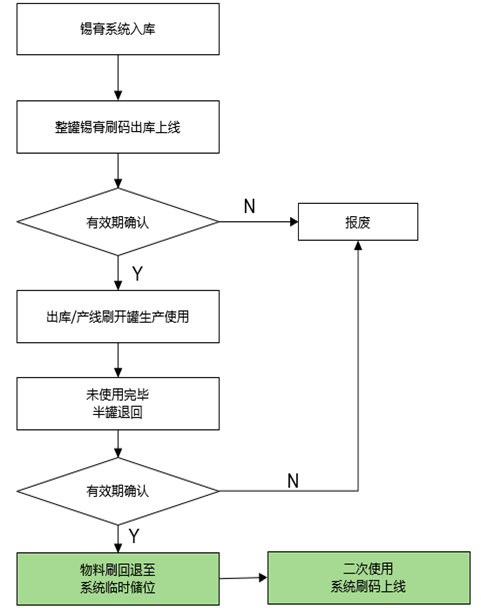 锡膏系统入库
整罐锡膏刷码出库上线
有效期确认
N
报废
Y
出库/产线刷开罐生产使用
未使用完毕
半罐退回
有效期确认
N
Y
物料刷回退至
系统临时储位
二次使用
系统刷码上线